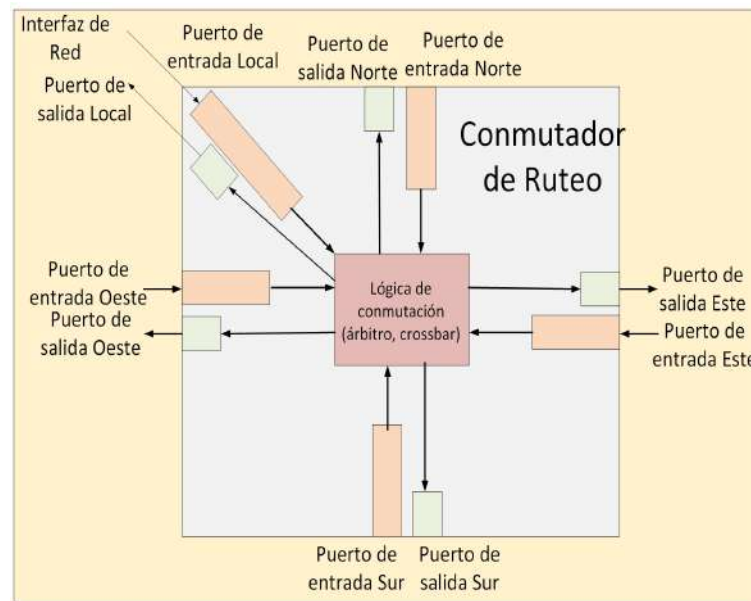 Interfaz de
Red
Puerto de
salida Local
Puerto de
entrada Local
Puerto de
salida Norte
Puerto de
entrada Norte
Conmutador
de Ruteo
Puerto de
entrada Oeste
Puerto de
salida Oeste
Lógica de
conmutación
(árbitro, crossbar)
Puerto de
salida Este
Puerto de
entrada Este
Puerto de
entrada Sur
Puerto de
salida Sur